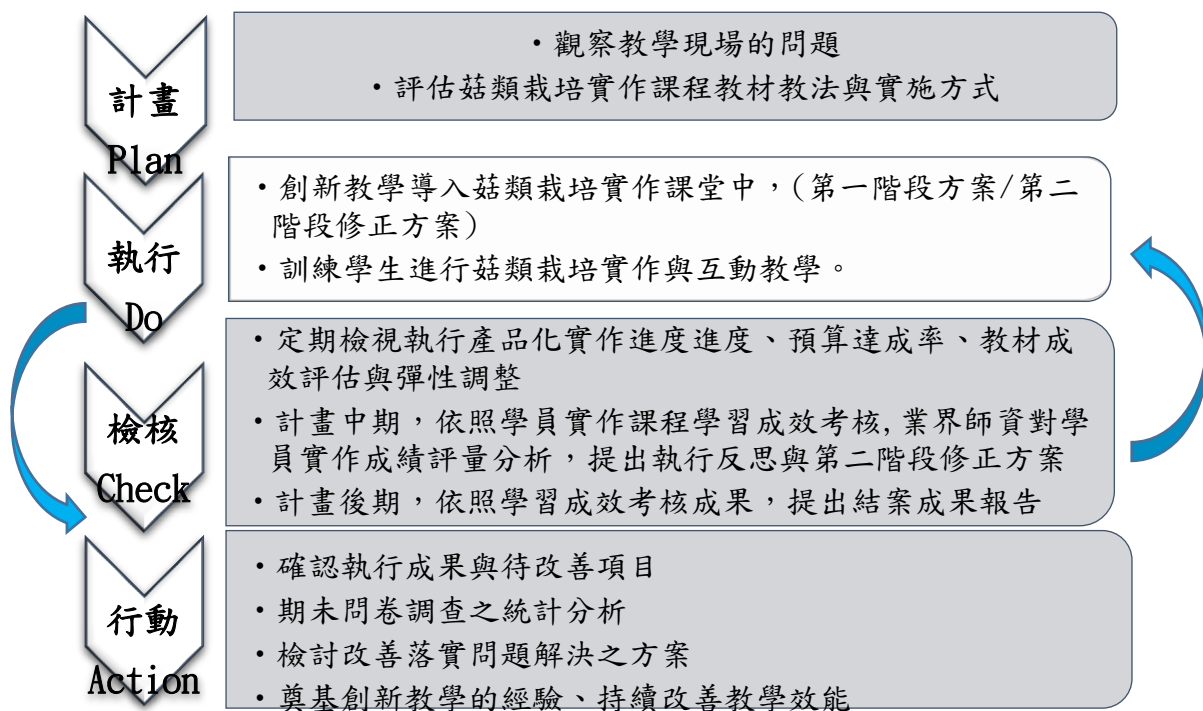 計畫
Plan
・觀察教學現場的問題
・評估菇類栽培實作課程教材教法與實施方式
執行
Do
・創新教學導入菇類栽培實作課堂中，(第一階段方案/第二
階段修正方案)
・訓練學生進行菇類栽培實作與互動教學。
檢核
Check
・定期檢視執行產品化實作進度進度、預算達成率、教材成
效評估與彈性調整
・計畫中期，依照學員實作課程學習成效考核,業界師資對學
員實作成績評量分析，提出執行反思與第二階段修正方案
・計畫後期，依照學習成效考核成果，提出結案成果報告
行動
Action
・確認執行成果與待改善項目
・期末問卷調查之統計分析
・檢討改善落實問題解決之方案
・奠基創新教學的經驗、持續改善教學效能